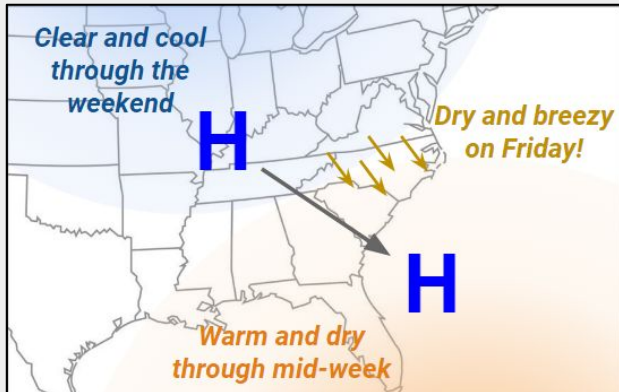 Clear and cool
through the
weekend
H
Dry and breezy
on Friday!
H
Warm and dry
through mid-week